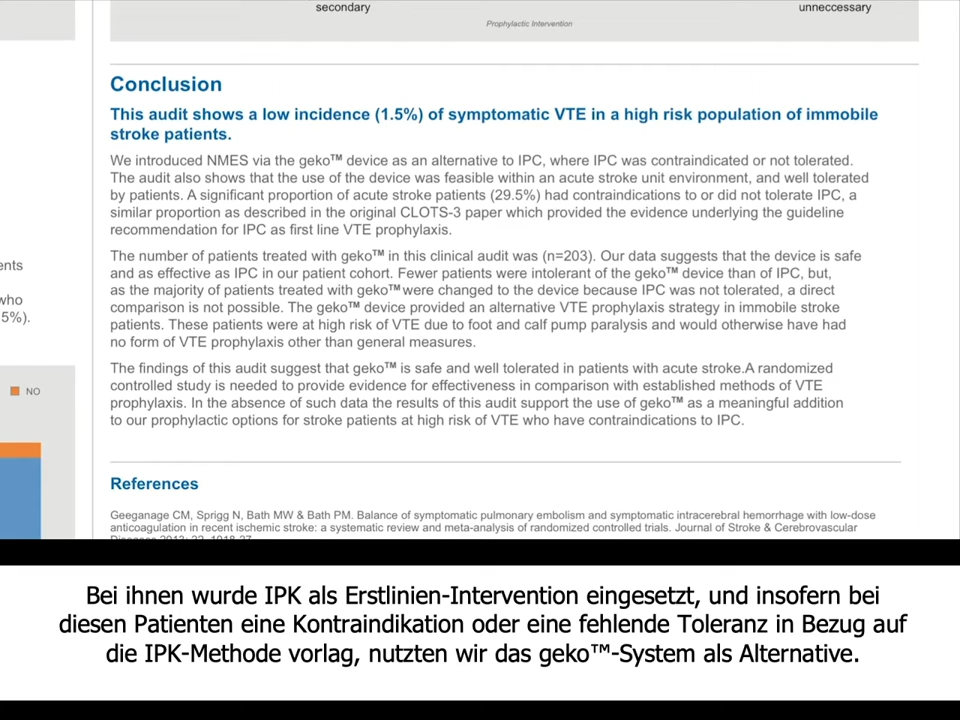 secondary
unneccessary
Prophylactic Intervention
Conclusion
This audit shows a low incidence (1.5%) of symptomatic VTE in a high risk population of immobile
stroke patients.
We introduced NMES via the geko™ device as an alternative to IPC, where IPC was contraindicated or not tolerated.
The audit also shows that the use of the device was feasible within an acute stroke unit environment, and well tolerated
by patients. A significant proportion of acute stroke patients (29.5%) had contraindications to or did not tolerate IPC, a
similar proportion as described in the original CLOTS-3 paper which provided the evidence underlying the guideline
recommendation for IPC as first line VTE prophylaxis.
The number of patients treated with geko™ in this clinical audit was (n=203). Our data suggests that the device is safe
and as effective as IPC in our patient cohort. Fewer patients were intolerant of the geko™ device than of IPC, but,
as the majority of patients treated with geko™ were changed to the device because IPC was not tolerated, a direct
comparison is not possible. The geko™ device provided an alternative VTE prophylaxis strategy in immobile stroke
patients. These patients were at high risk of VTE due to foot and calf pump paralysis and would otherwise have had
no form of VTE prophylaxis other than general measures.
The findings of this audit suggest that geko™ is safe and well tolerated in patients with acute stroke.A randomized
controlled study is needed to provide evidence for effectiveness in comparison with established methods of VTE
prophylaxis. In the absence of such data the results of this audit support the use of geko™ as a meaningful addition
to our prophylactic options for stroke patients at high risk of VTE who have contraindications to IPC.
References
Geeganage CM, Sprigg N, Bath MW & Bath PM. Balance of symptomatic pulmonary embolism and symptomatic intracerebral hemorrhage with low-dose
anticoagulation in recent ischemic stroke: a systematic review and meta-analysis of randomized controlled trials. Journal of Stroke & Cerebrovascular
ents
who
5%).
NO
Bei ihnen wurde IPK als Erstlinien-Intervention eingesetzt, und insofern bei
diesen Patienten eine Kontraindikation oder eine fehlende Toleranz in Bezug auf
die IPK-Methode vorlag, nutzten wir das geko™-System als Alternative.